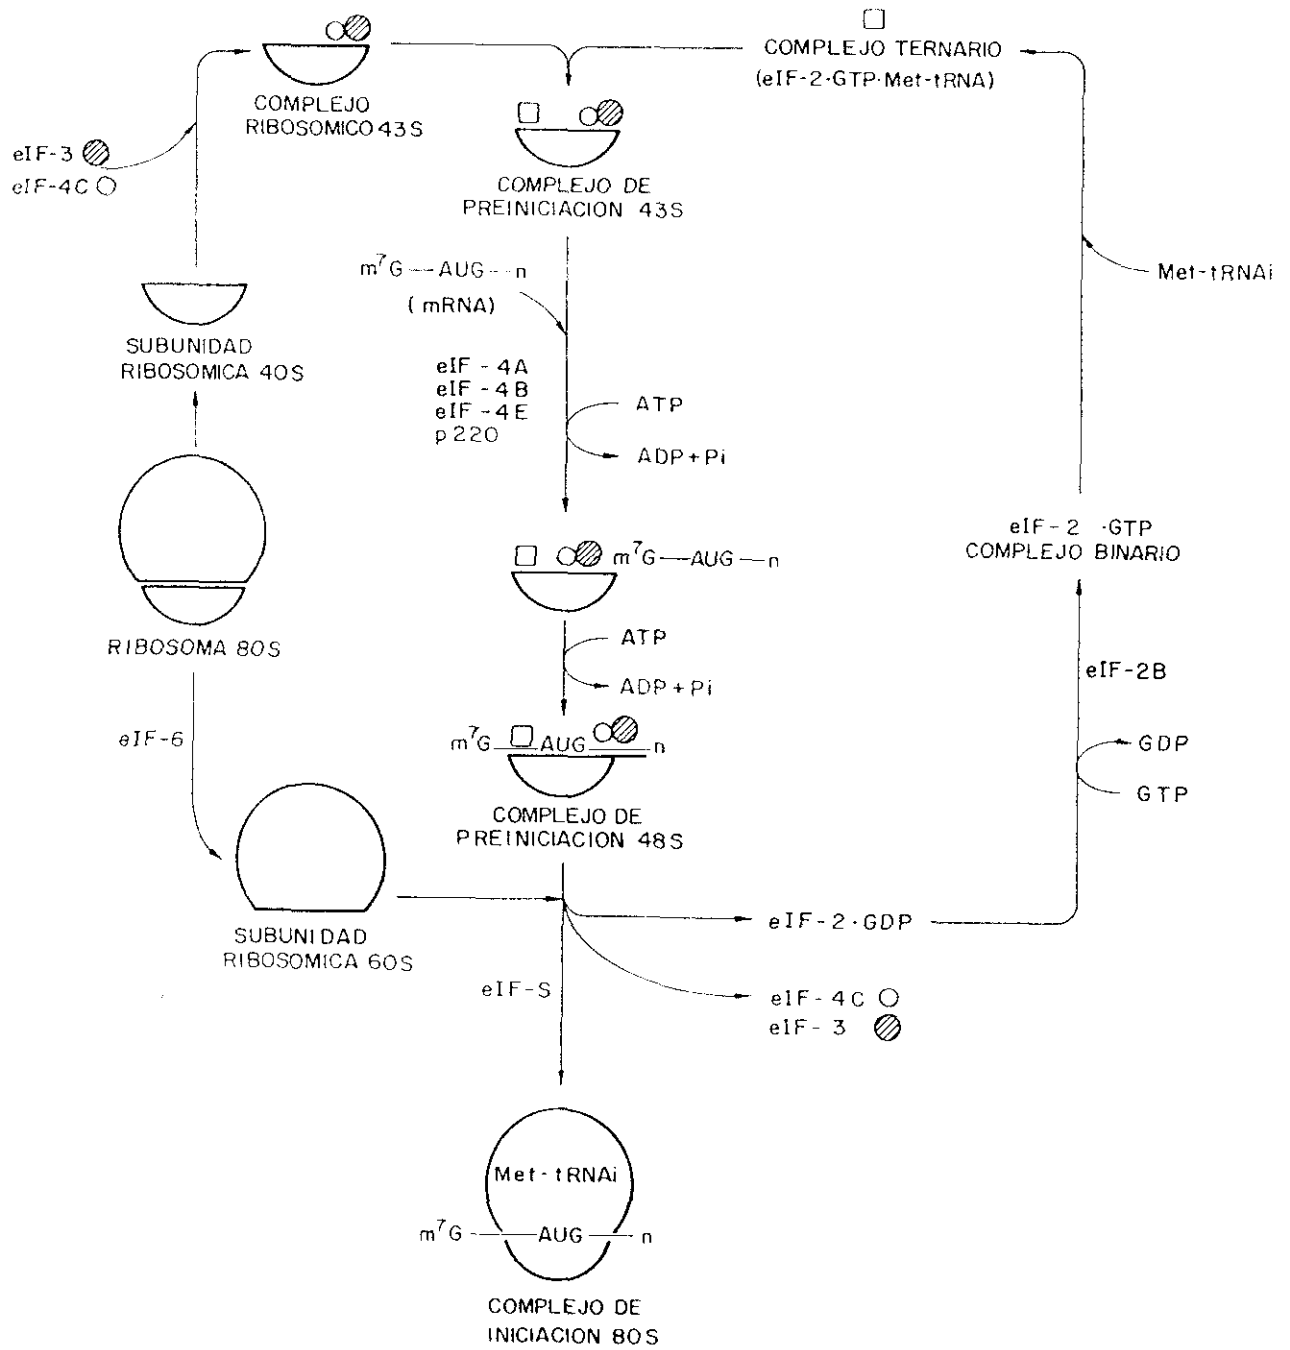 COMPLEJO TERNARIO
(eIF-2·GTP·Met-tRNA)
COMPLEJO
RIBOSOMICO 43S
eIF-3
eIF-4C
COMPLEJO DE
PREINICIACION 43S
m⁷G—AUG—n
(mRNA)
Met-tRNAi
SUBUNIDAD
RIBOSOMICA 40S
eIF-4A
eIF-4B
eIF-4E
p220
ATP
ADP+Pi
eIF-2 ·GTP
COMPLEJO BINARIO
m⁷G—AUG—n
RIBOSOMA 80S
ATP
ADP+Pi
eIF-2B
eIF-6
m⁷G AUG n
GDP
GTP
COMPLEJO DE
PREINICIACION 48S
eIF-2·GDP
SUBUNIDAD
RIBOSOMICA 60S
eIF-S
eIF-4C
eIF-3
Met-tRNAi
m⁷G—AUG—n
COMPLEJO DE
INICIACION 80S